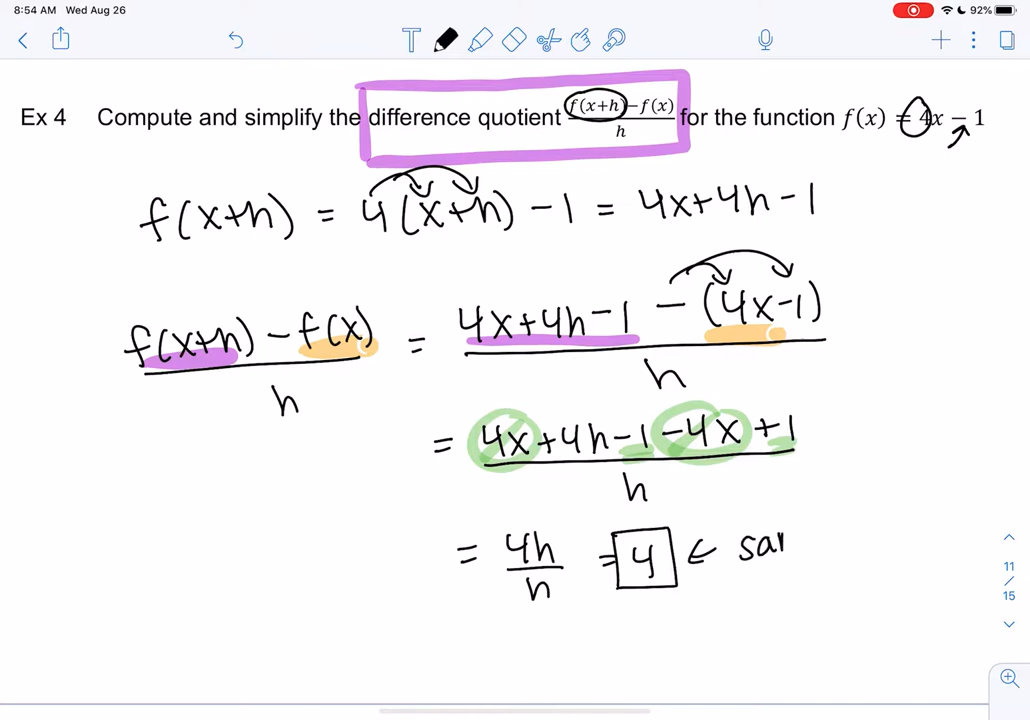 8:54 AM Wed Aug 26
92%
T
Ex 4 Compute and simplify the difference quotient f(x+h)−f(x) / h for the function f(x) = 4x − 1
f(x+h) = 4(x+h) − 1 = 4x+4h−1
f(x+h) − f(x) / h = 4x+4h−1 − (4x−1) / h
= 4x+4h−1−4x+1 / h
= 4h / h = 4 ←
11
/
15